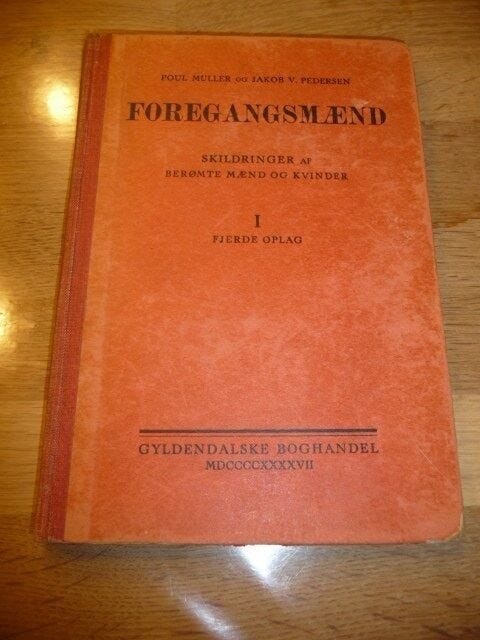 POUL MULLER OG JAKOB V. PEDERSEN
FOREGANGSMÆND
SKILDRINGER AF
BERØMTE MÆND OG KVINDER
I
FJERDE OPLAG
GYLDENDALSKE BOGHANDEL
MDCCCCXXXXVII